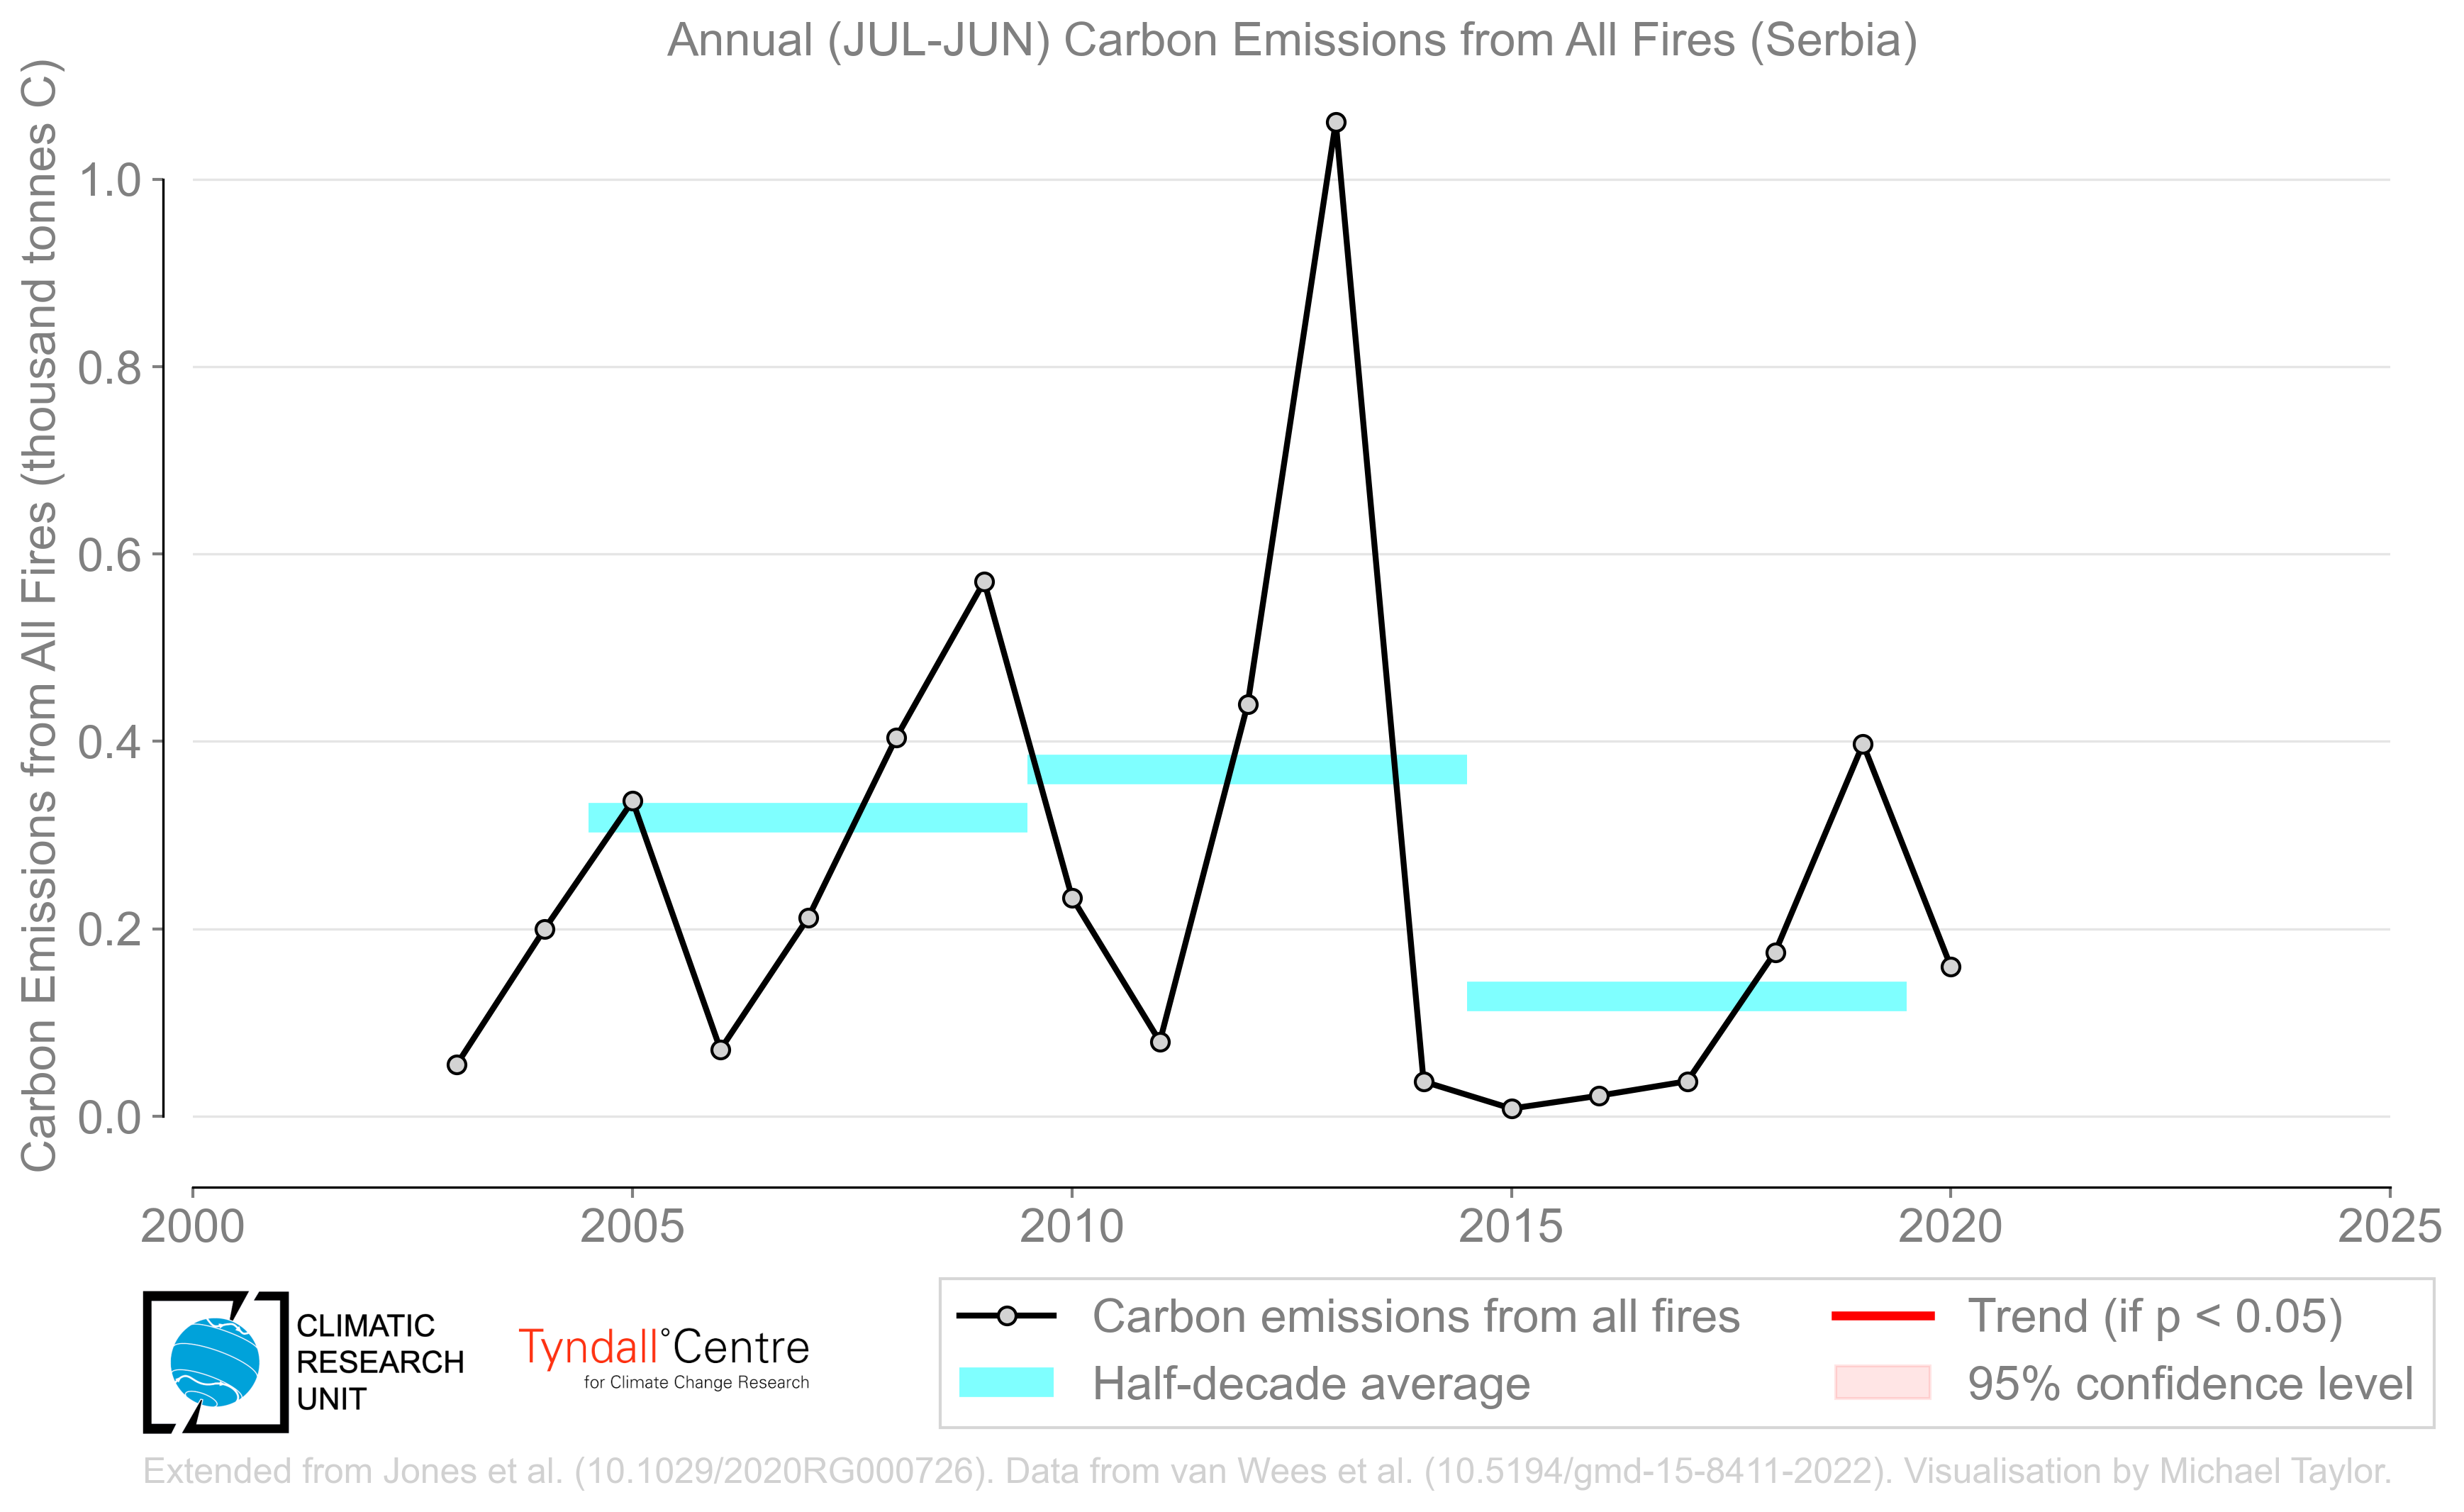 Annual (JUL-JUN) Carbon Emissions from All Fires (Serbia)
Carbon Emissions from All Fires (thousand tonnes C)
1.0
0.8
0.6
0.4
0.2
0.0
2000 2005 2010 2015 2020 2025
CLIMATIC
RESEARCH
UNIT
Tyndall°Centre
for Climate Change Research
Carbon emissions from all fires
Half-decade average
Trend (if p < 0.05)
95% confidence level
Extended from Jones et al. (10.1029/2020RG000726). Data from van Wees et al. (10.5194/gmd-15-8411-2022). Visualisation by Michael Taylor.